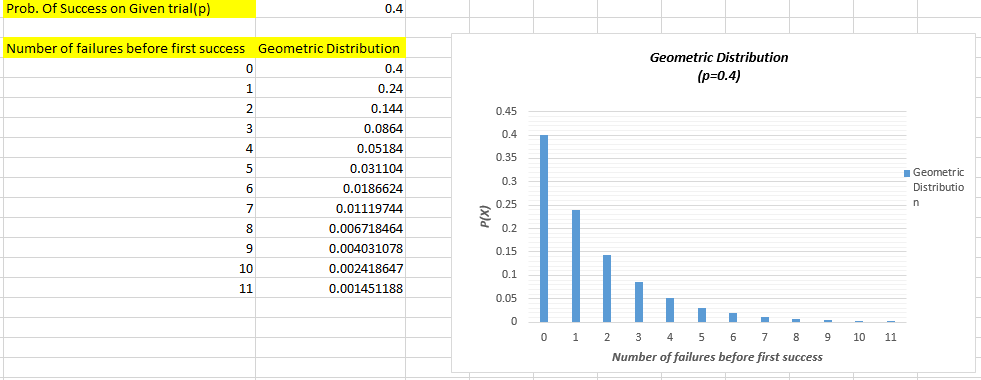 Prob. Of Success on Given trial(p) 0.4
Number of failures before first success Geometric Distribution
0 0.4
1 0.24
2 0.144
3 0.0864
4 0.05184
5 0.031104
6 0.0186624
7 0.01119744
8 0.006718464
9 0.004031078
10 0.002418647
11 0.001451188
Geometric Distribution
(p=0.4)
P(X)
0.45
0.4
0.35
0.3
0.25
0.2
0.15
0.1
0.05
0
0 1 2 3 4 5 6 7 8 9 10 11
Number of failures before first success
Geometric
Distributio
n